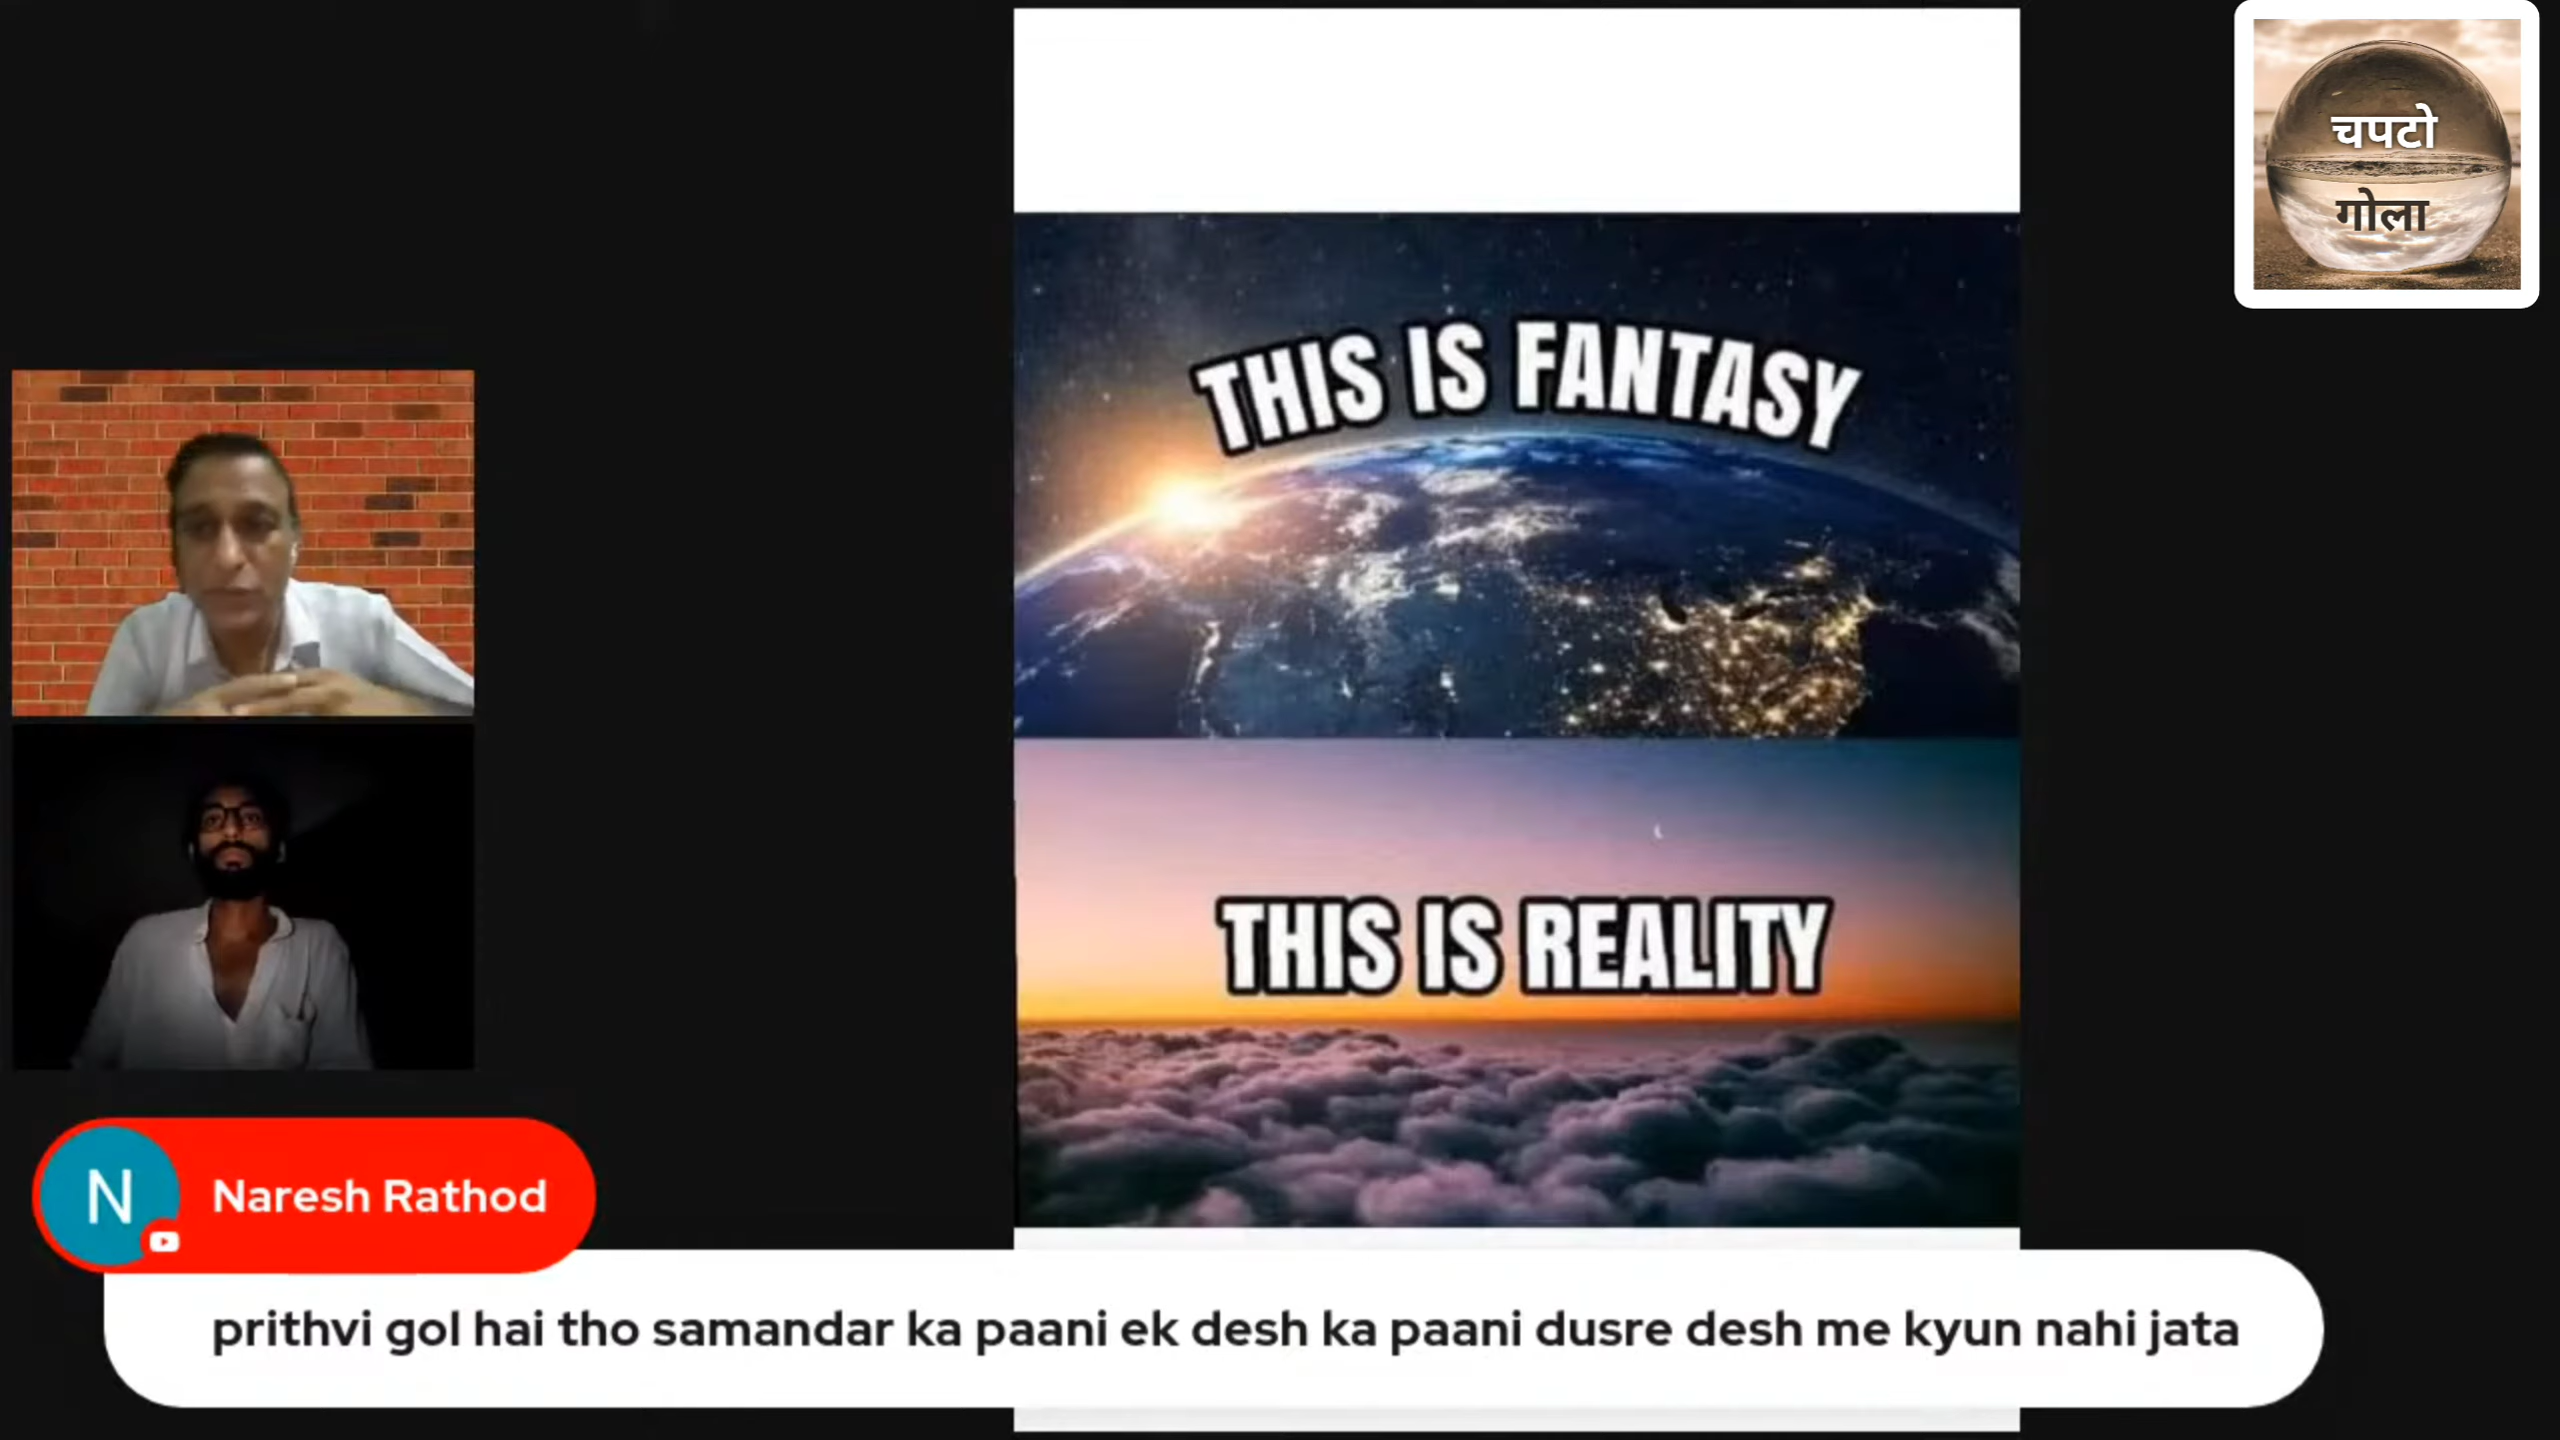 चपटो
गोला
THIS IS FANTASY
THIS IS REALITY
N
Naresh Rathod
prithvi gol hai tho samandar ka paani ek desh ka paani dusre desh me kyun nahi jata